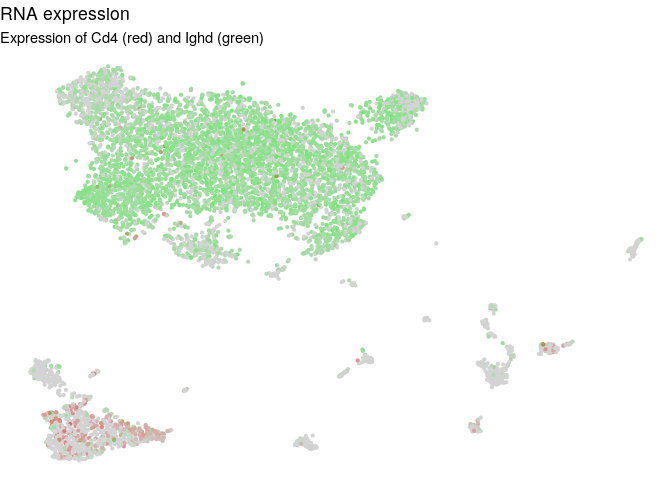 RNA expression
Expression of Cd4 (red) and Ighd (green)